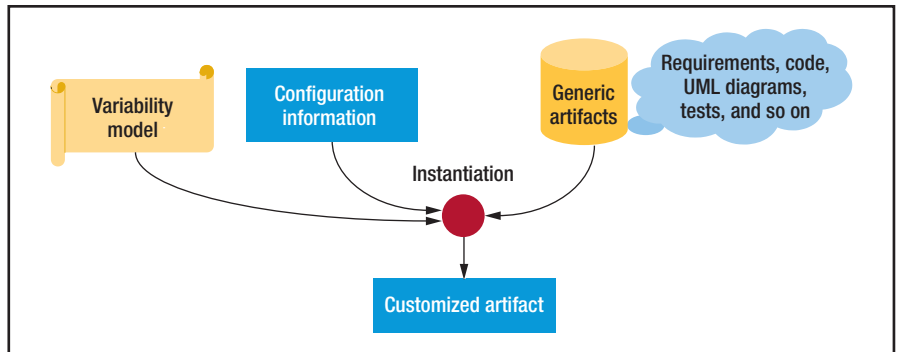 Variability
model
Configuration
information
Generic
artifacts
Requirements, code,
UML diagrams,
tests, and so on
Instantiation
Customized artifact